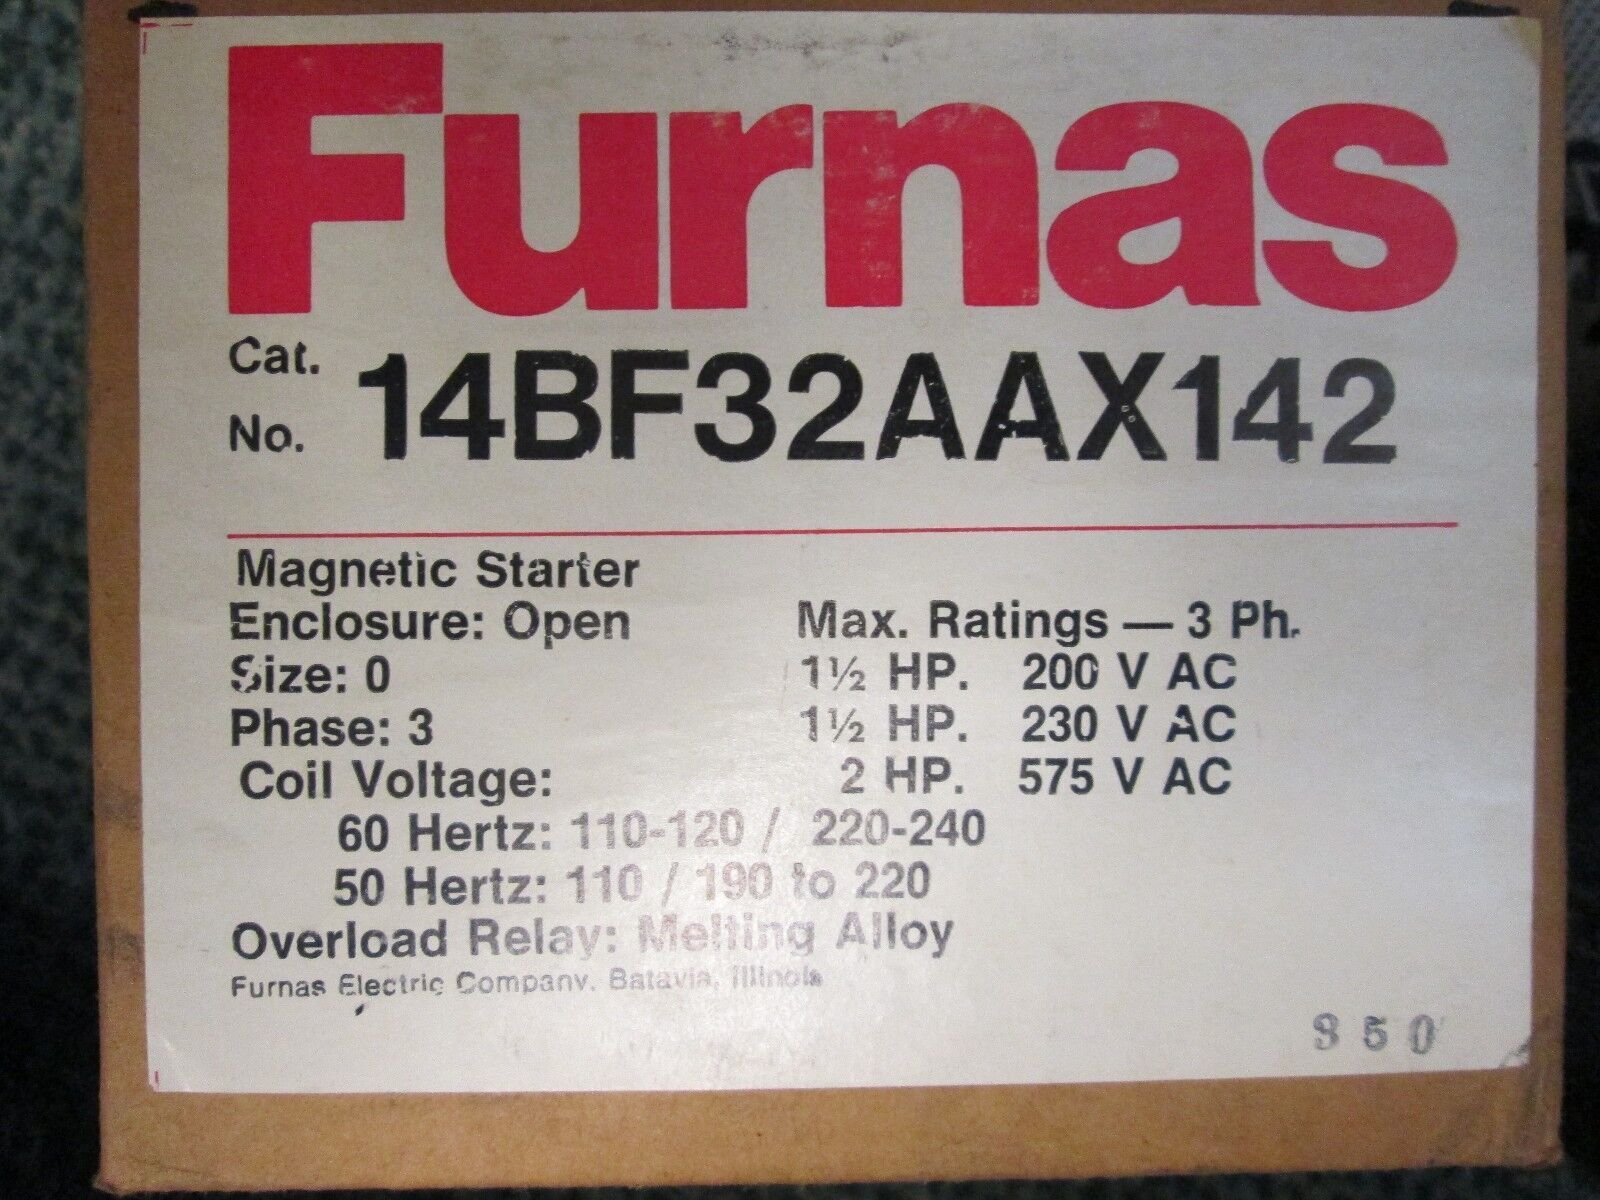 Furnas
Cat. No. 14BF32AAX142
Magnetic Starter
Enclosure: Open
Size: 0
Phase: 3
Coil Voltage:
60 Hertz: 110-120 / 220-240
50 Hertz: 110 / 190 to 220
Overload Relay: Melting Alloy
Furnas Electric Company. Batavia, Illinois
Max. Ratings — 3 Ph.
1½ HP. 200 V AC
1½ HP. 230 V AC
2 HP. 575 V AC